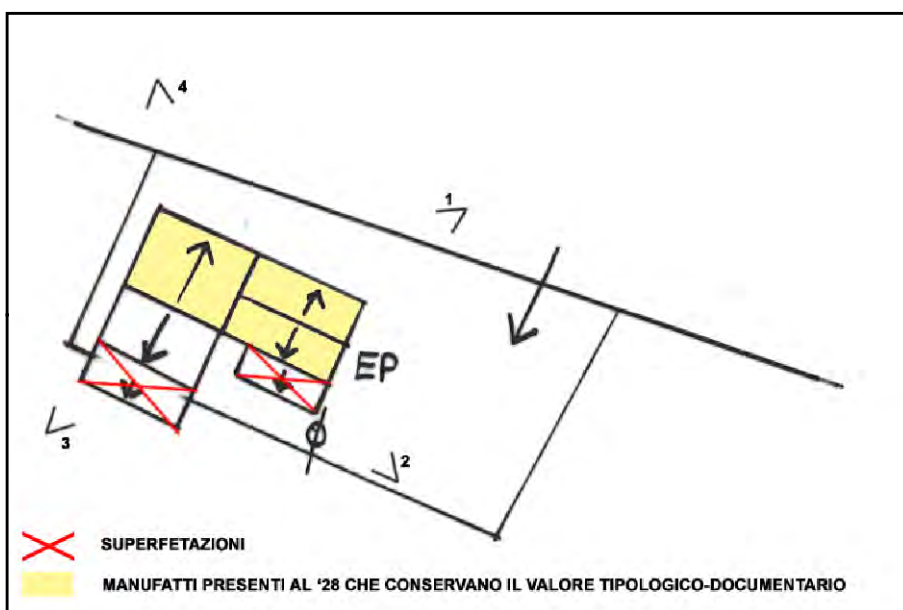 4
1
EP
2
3
SUPERFETAZIONI
MANUFATTI PRESENTI AL '28 CHE CONSERVANO IL VALORE TIPOLOGICO-DOCUMENTARIO